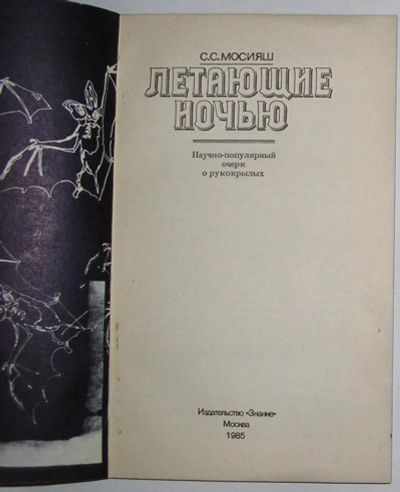 С.С.МОСИЯШ
ЛЕТАЮЩИЕ
НОЧЬЮ
Научно-популярный
очерк
о рукокрылых
Издательство «Знание»
Москва
1985